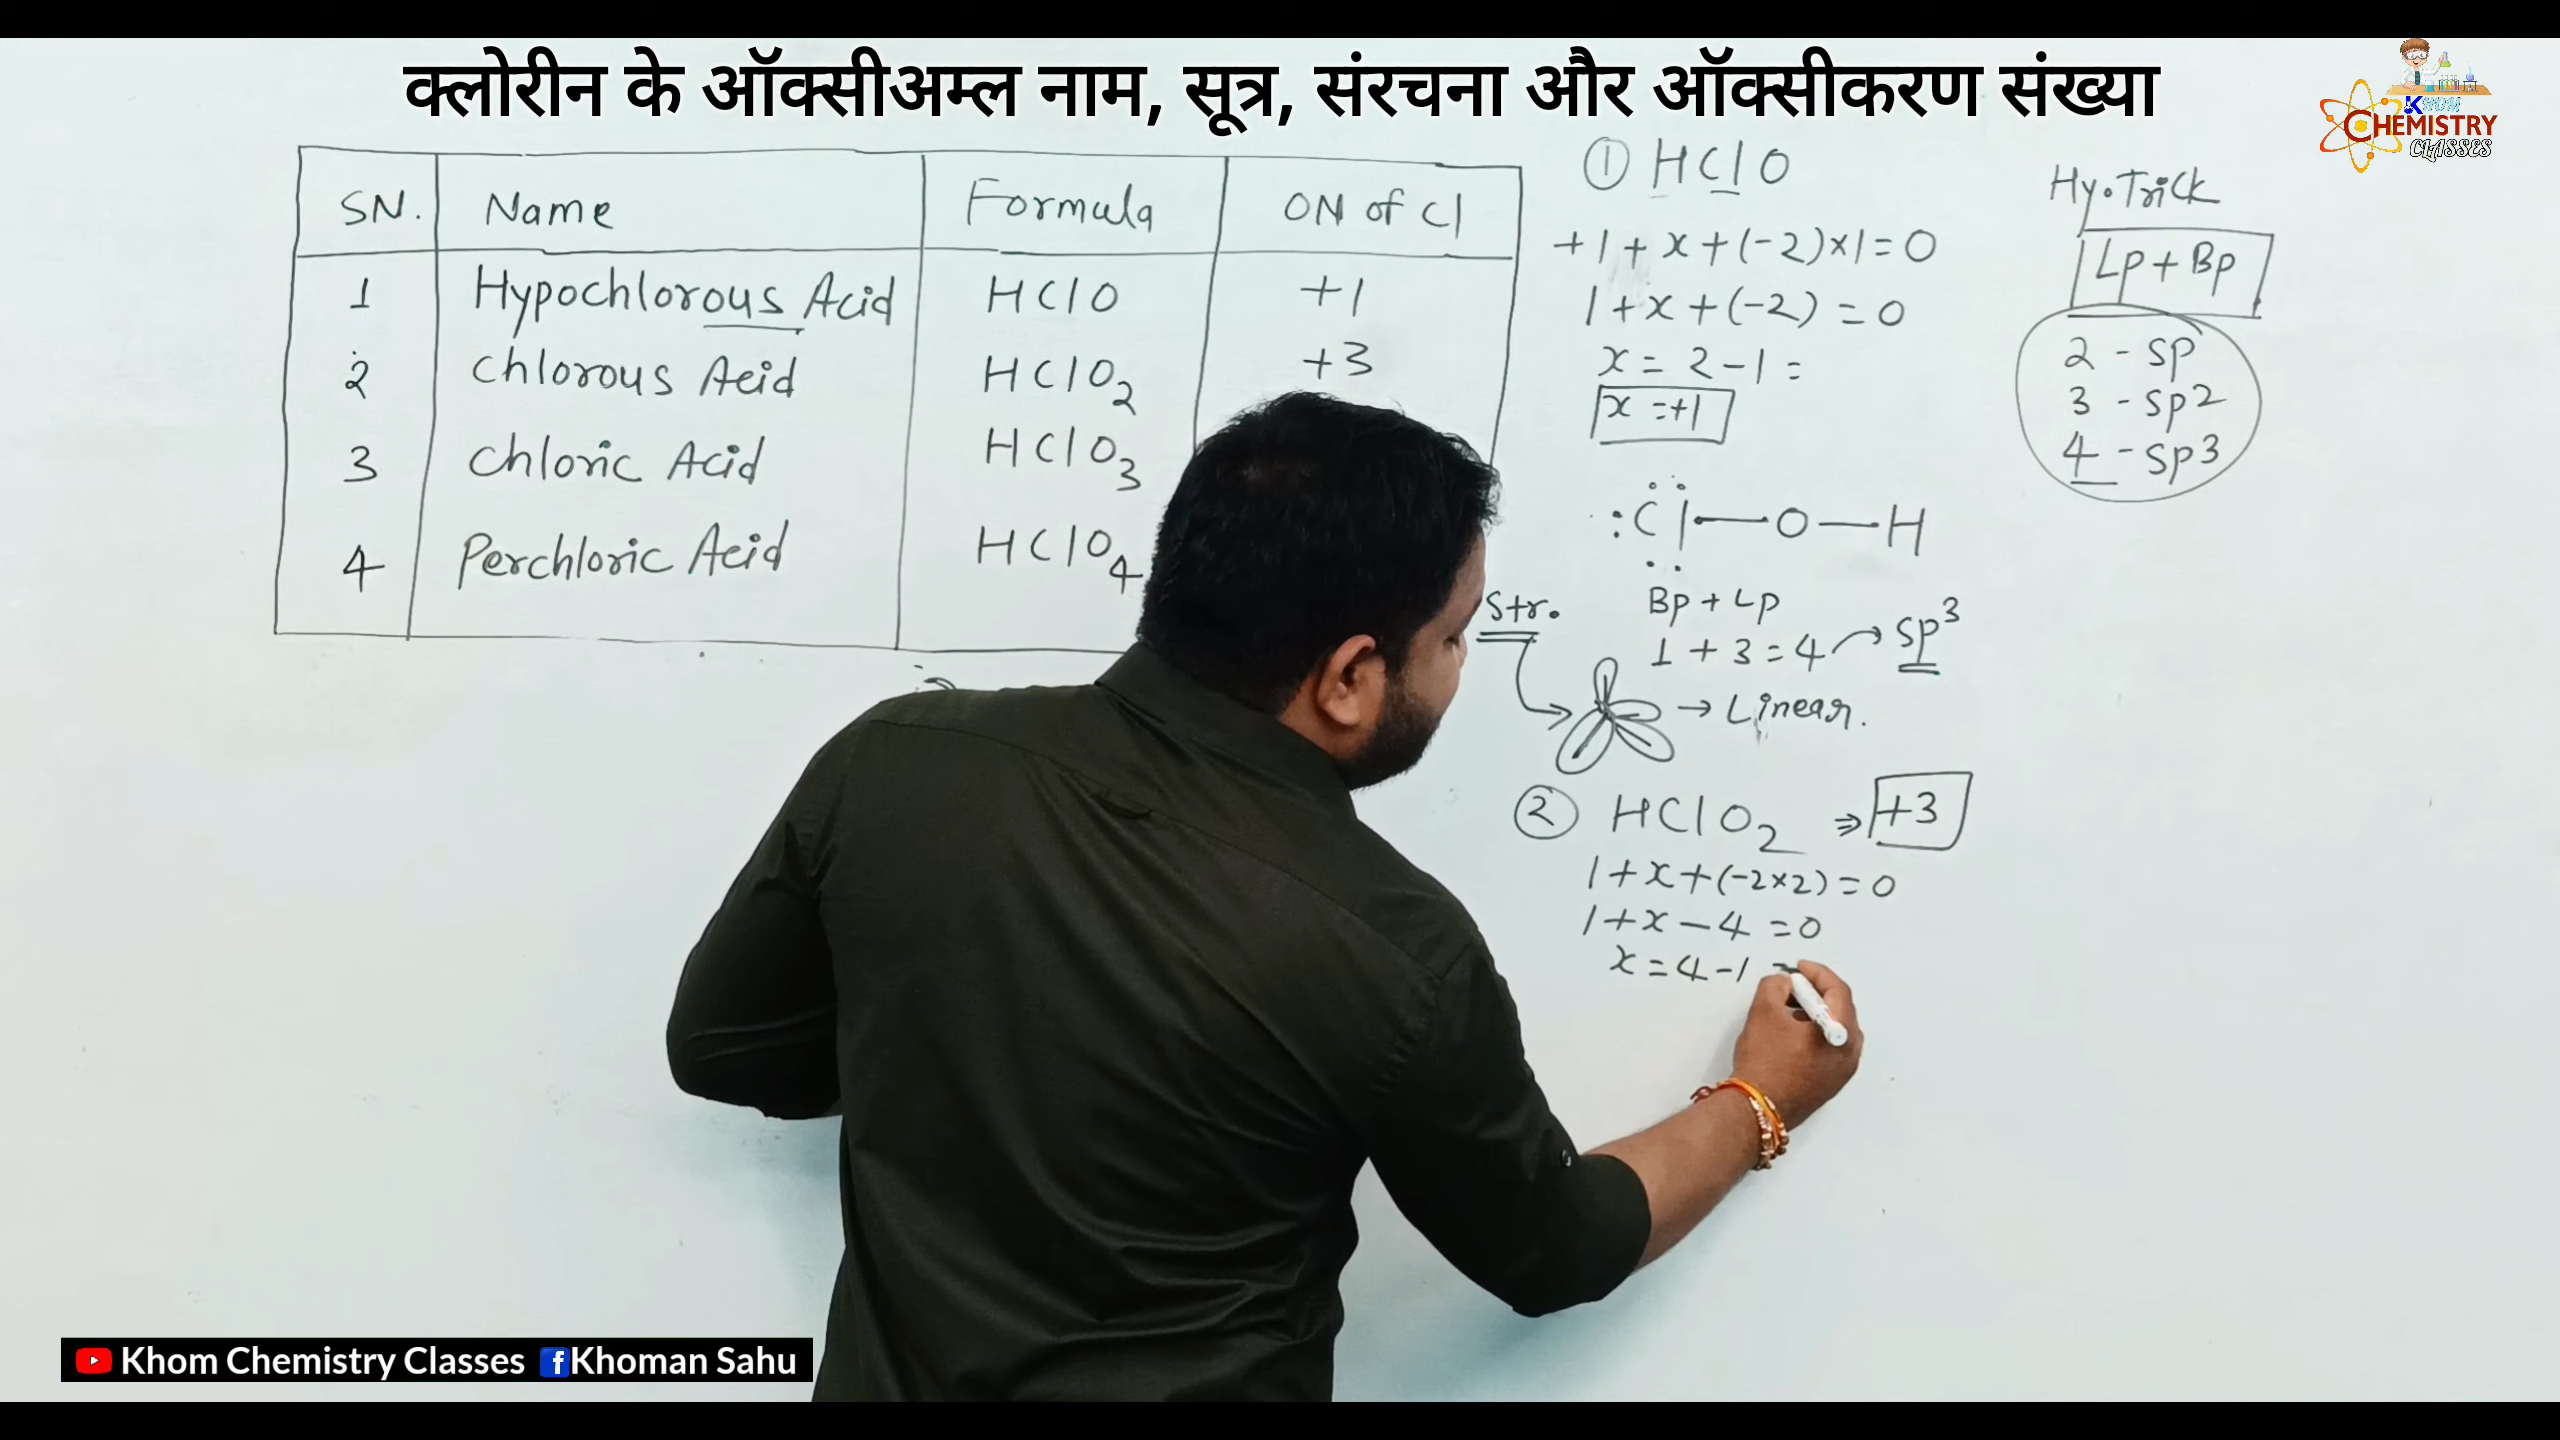 क्लोरीन के ऑक्सीअम्ल नाम, सूत्र, संरचना और ऑक्सीकरण संख्या
KHOM
CHEMISTRY
CLASSES
SN. Name Formula ON of Cl
1 Hypochlorous Acid HClO +1
2 Chlorous Acid HClO2 +3
3 Chloric Acid HClO3
4 Perchloric Acid HClO4
① HClO
+1 + x + (-2)×1 = 0
1 + x + (-2) = 0
x = 2 - 1 =
x = +1
:Cl—O—H
Bp + Lp
1 + 3 = 4 → sp³
Str.
→ Linear.
② HClO2 ⇒ +3
1 + x + (-2×2) = 0
1 + x - 4 = 0
x = 4 - 1 =
Hy.Trick
Lp + Bp
2 - sp
3 - sp2
4 - sp3
Khom Chemistry Classes Khoman Sahu